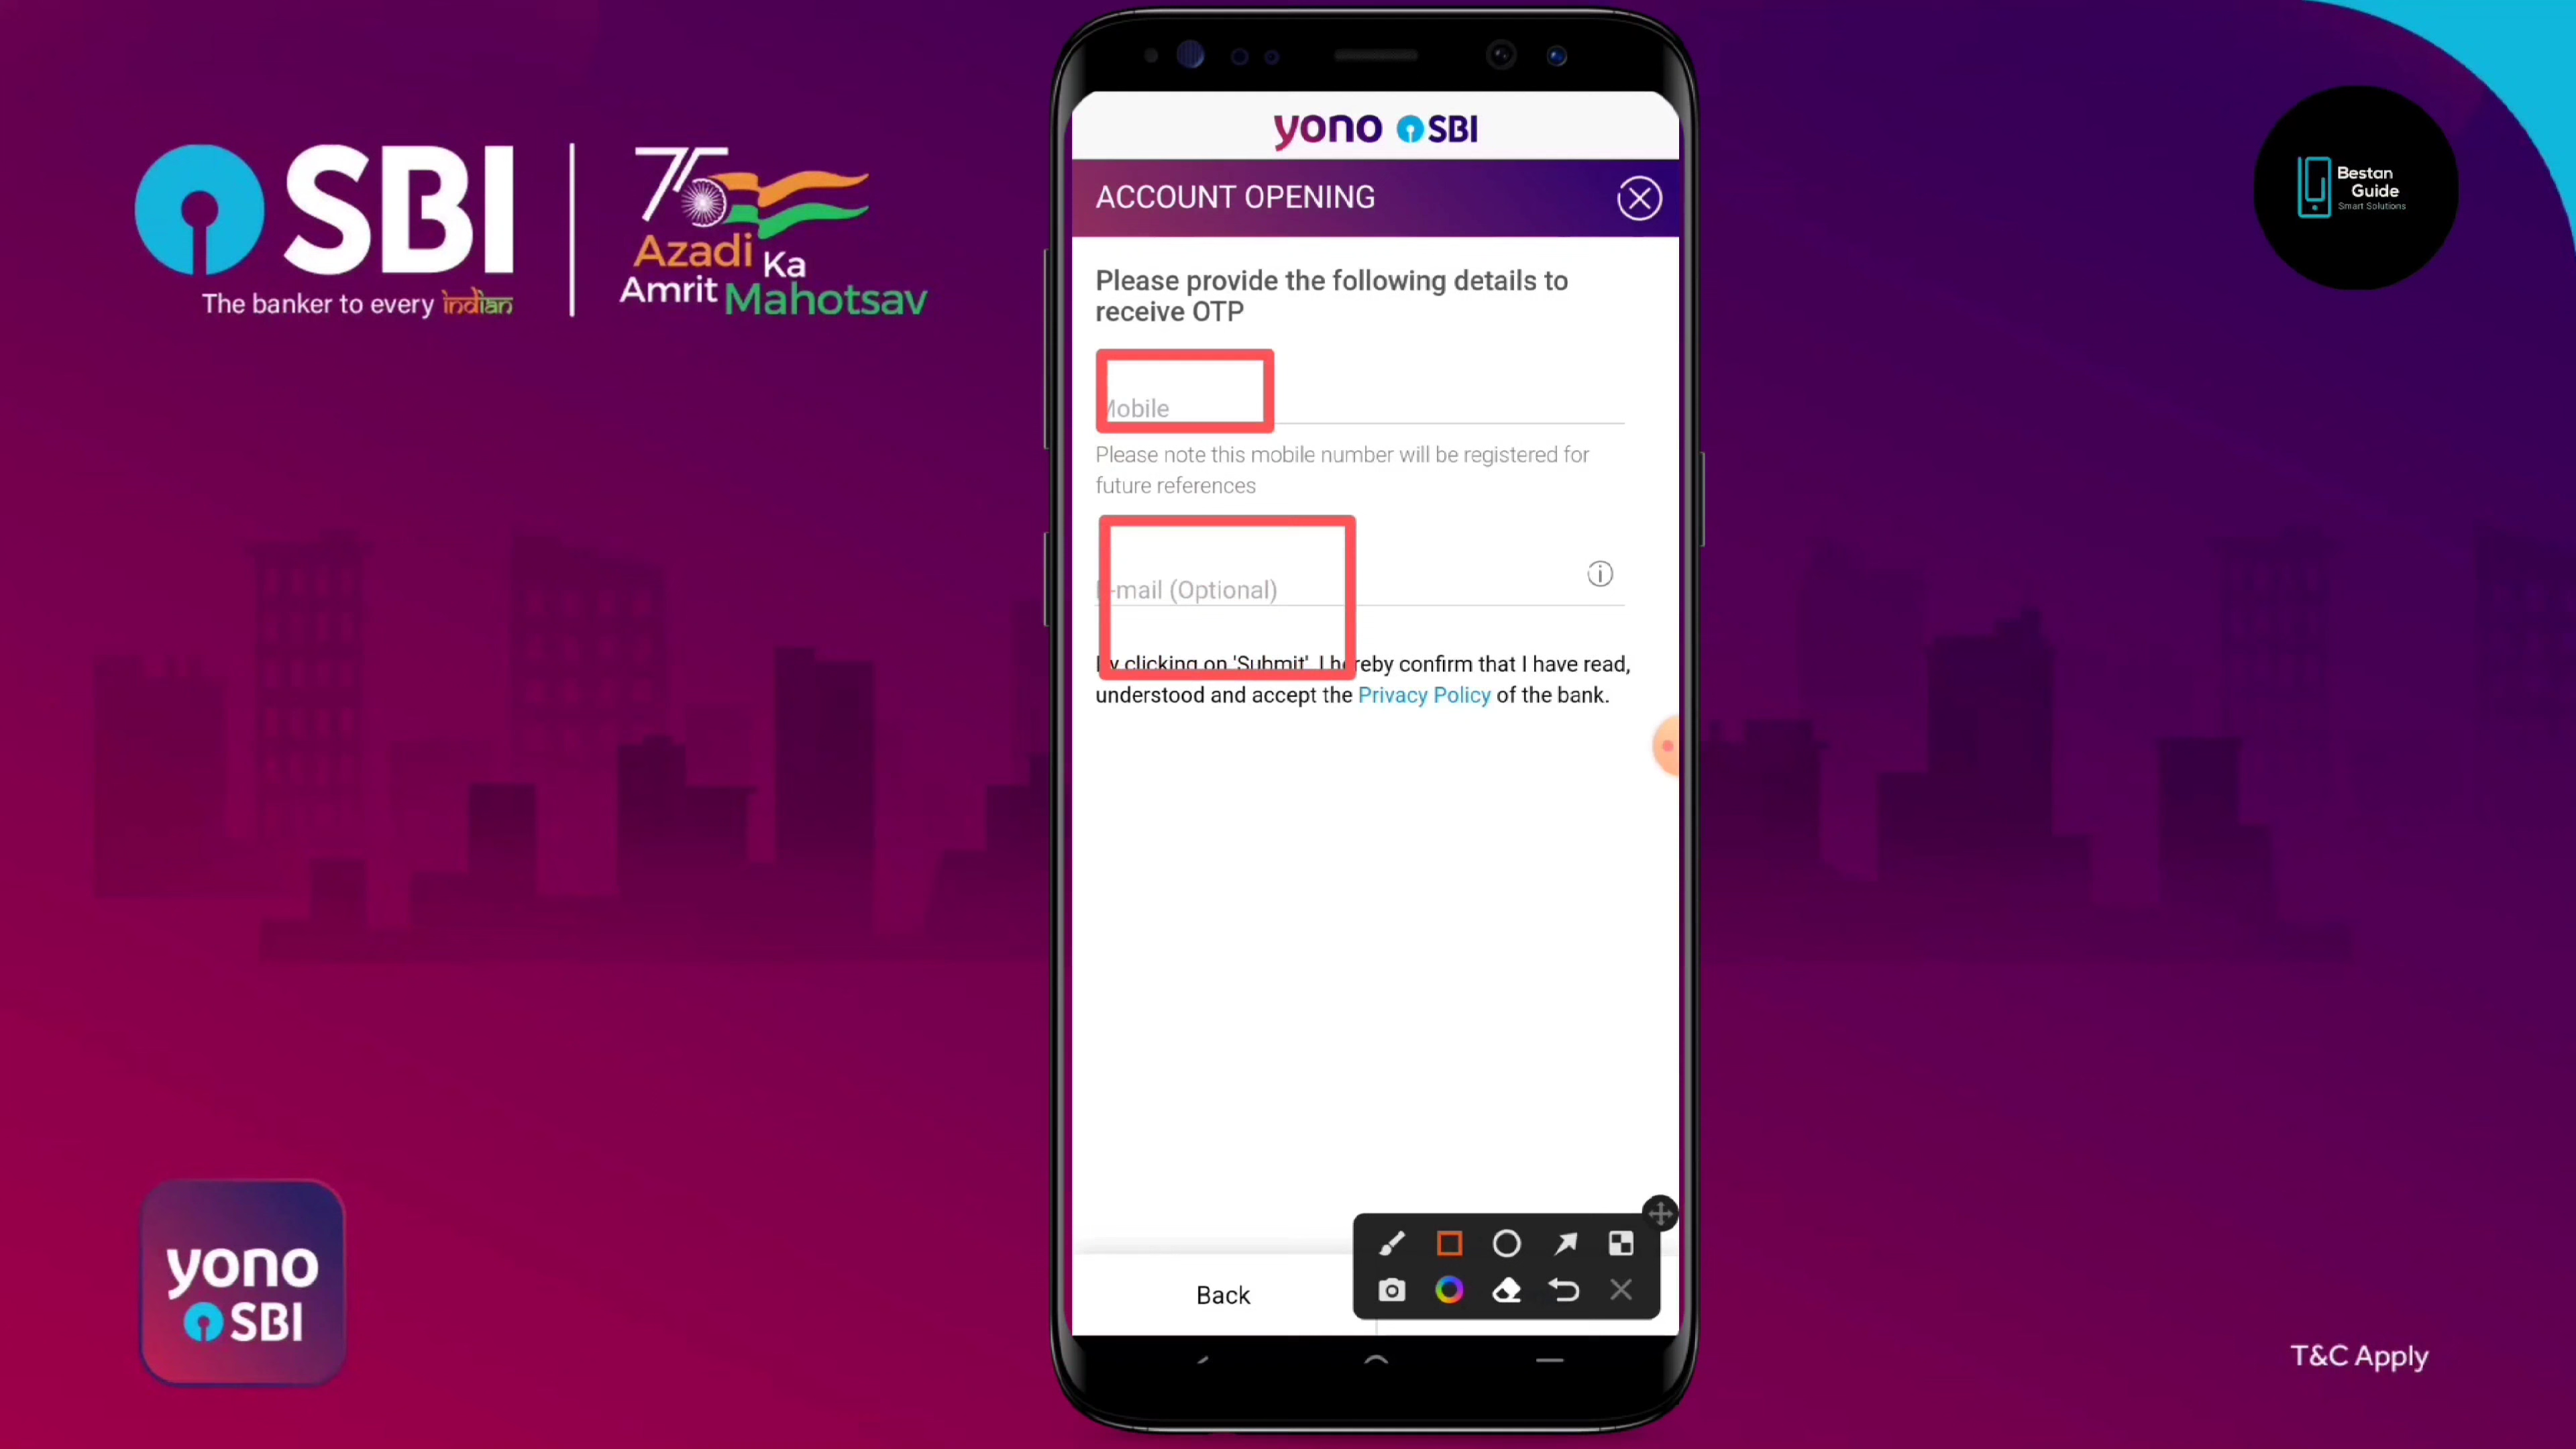 SBI
The banker to every indian
75
Azadi Ka
Amrit Mahotsav
yono SBI
ACCOUNT OPENING
Please provide the following details to
receive OTP
Mobile
Please note this mobile number will be registered for
future references
E-mail (Optional)
By clicking on 'Submit', I hereby confirm that I have read,
understood and accept the Privacy Policy of the bank.
Back
Bestan
Guide
Smart Solutions
yono
SBI
T&C Apply